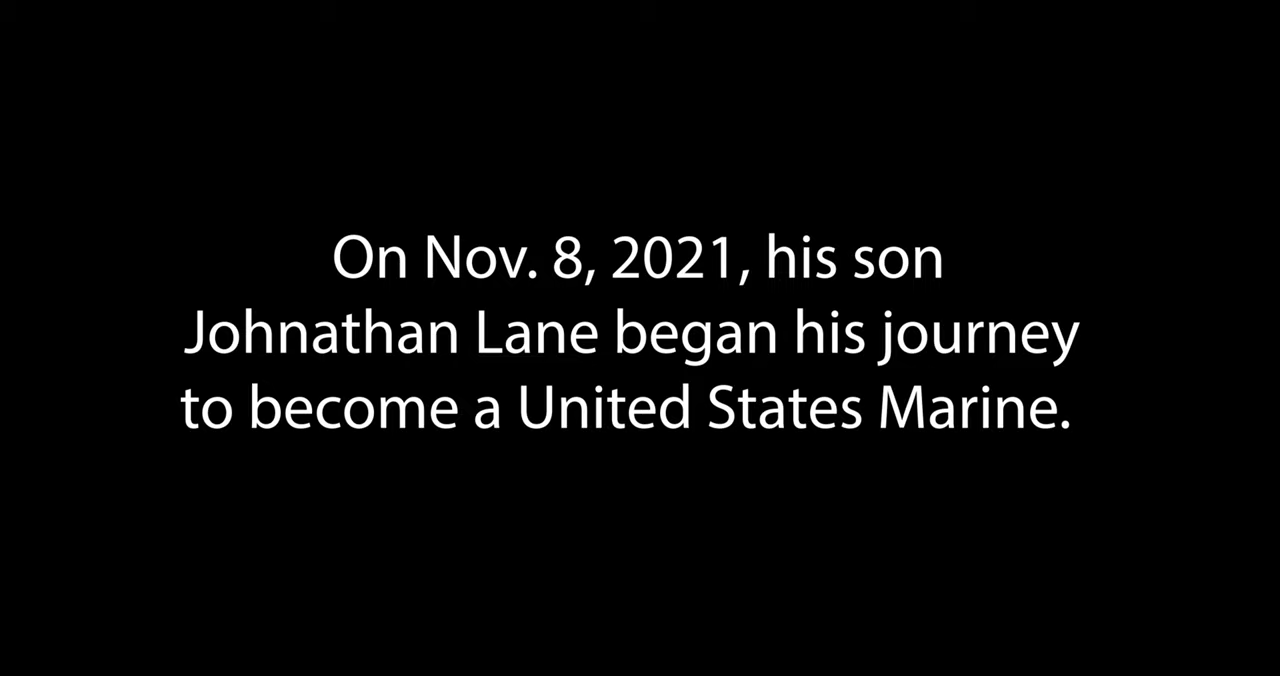 On Nov. 8, 2021, his son
Johnathan Lane began his journey
to become a United States Marine.